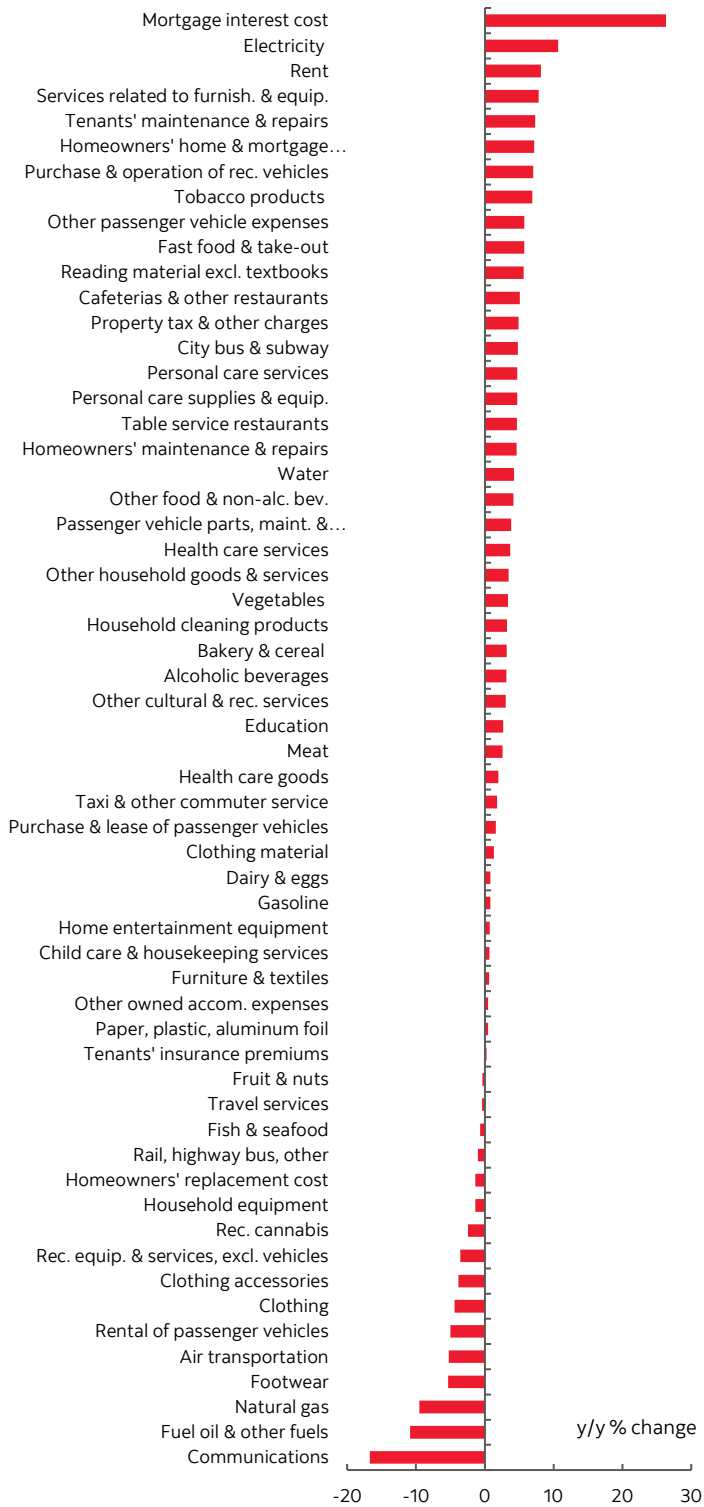 Mortgage interest cost
Electricity
Rent
Services related to furnish. & equip.
Tenants' maintenance & repairs
Homeowners' home & mortgage…
Purchase & operation of rec. vehicles
Tobacco products
Other passenger vehicle expenses
Fast food & take-out
Reading material excl. textbooks
Cafeterias & other restaurants
Property tax & other charges
City bus & subway
Personal care services
Personal care supplies & equip.
Table service restaurants
Homeowners' maintenance & repairs
Water
Other food & non-alc. bev.
Passenger vehicle parts, maint. &…
Health care services
Other household goods & services
Vegetables
Household cleaning products
Bakery & cereal
Alcoholic beverages
Other cultural & rec. services
Education
Meat
Health care goods
Taxi & other commuter service
Purchase & lease of passenger vehicles
Clothing material
Dairy & eggs
Gasoline
Home entertainment equipment
Child care & housekeeping services
Furniture & textiles
Other owned accom. expenses
Paper, plastic, aluminum foil
Tenants' insurance premiums
Fruit & nuts
Travel services
Fish & seafood
Rail, highway bus, other
Homeowners' replacement cost
Household equipment
Rec. cannabis
Rec. equip. & services, excl. vehicles
Clothing accessories
Clothing
Rental of passenger vehicles
Air transportation
Footwear
Natural gas
Fuel oil & other fuels
y/y % change
Communications
-20 -10 0 10 20 30